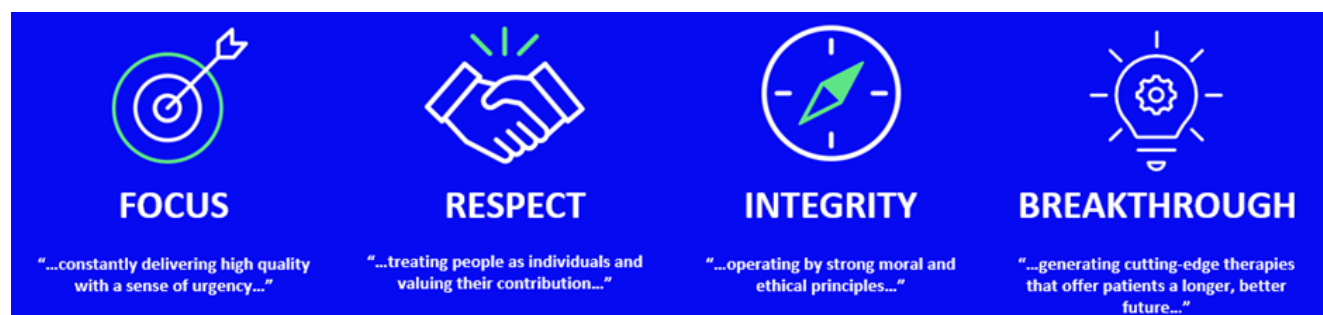 FOCUS
“...constantly delivering high quality
with a sense of urgency...”
RESPECT
“...treating people as individuals and
valuing their contribution...”
INTEGRITY
“...operating by strong moral and
ethical principles...”
BREAKTHROUGH
“...generating cutting-edge therapies
that offer patients a longer, better
future...”